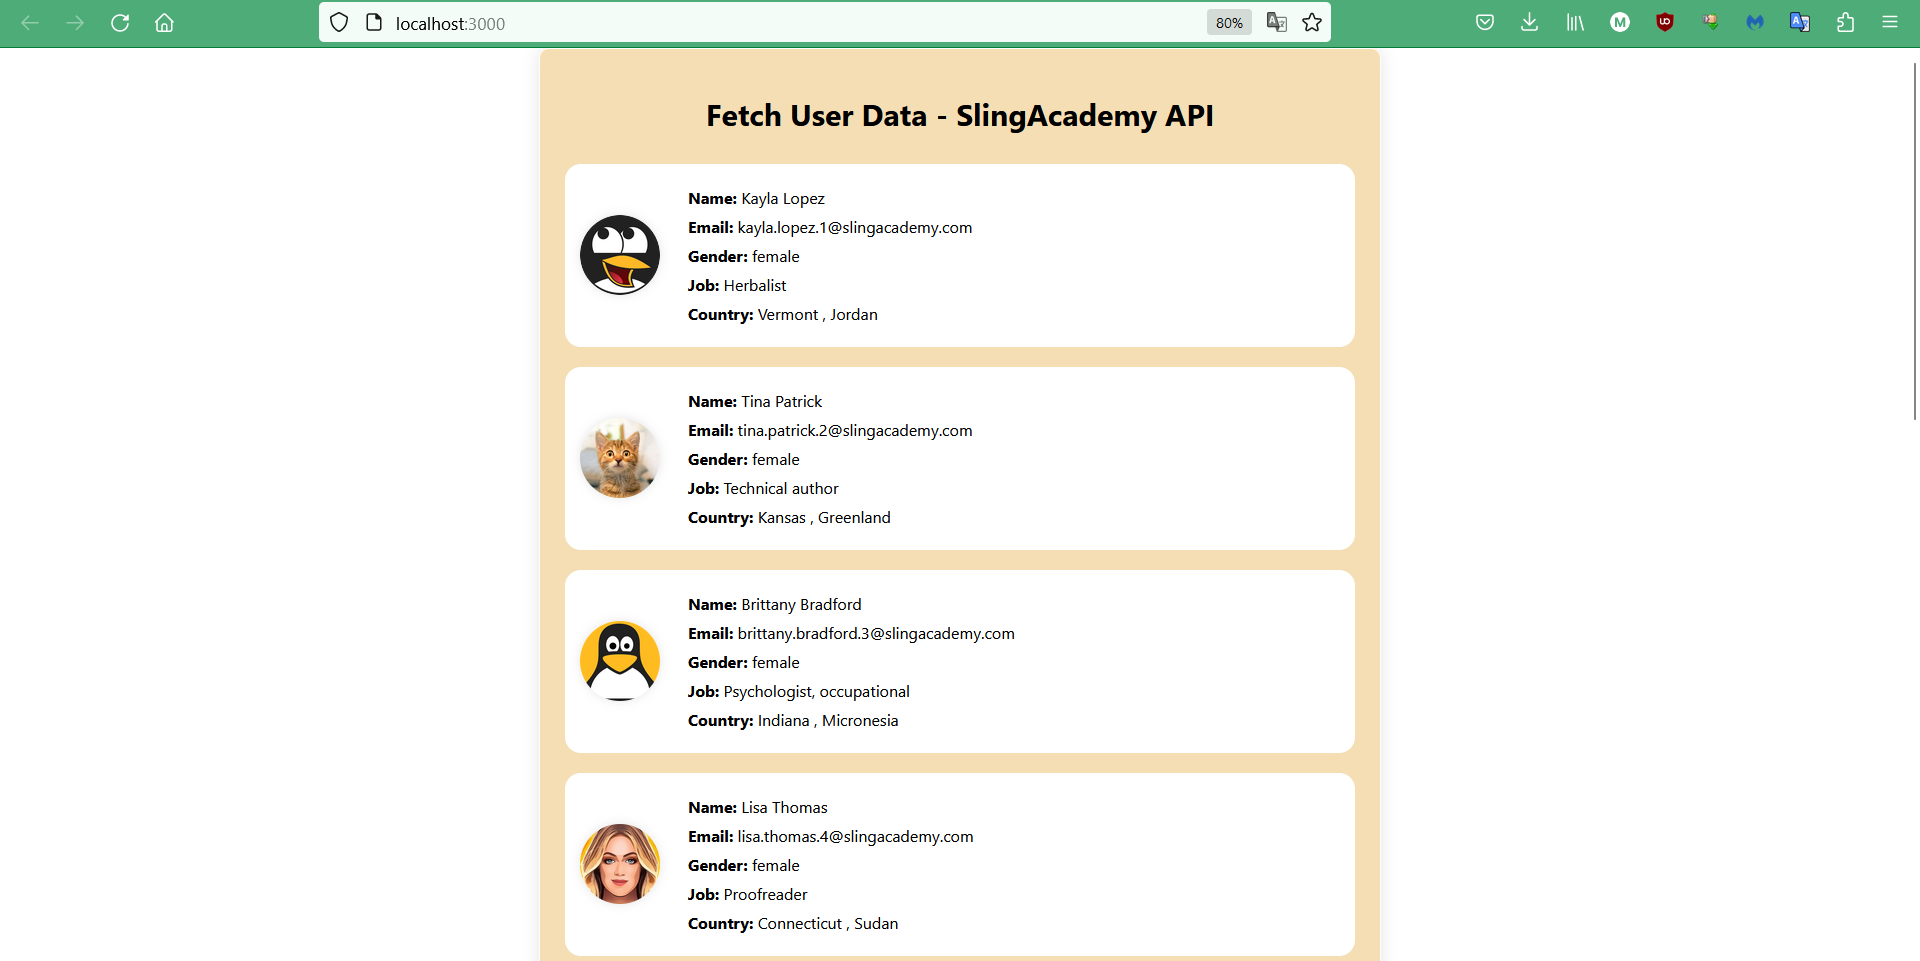 localhost:3000
80%
Fetch User Data - SlingAcademy API
Name: Kayla Lopez
Email: kayla.lopez.1@slingacademy.com
Gender: female
Job: Herbalist
Country: Vermont , Jordan
Name: Tina Patrick
Email: tina.patrick.2@slingacademy.com
Gender: female
Job: Technical author
Country: Kansas , Greenland
Name: Brittany Bradford
Email: brittany.bradford.3@slingacademy.com
Gender: female
Job: Psychologist, occupational
Country: Indiana , Micronesia
Name: Lisa Thomas
Email: lisa.thomas.4@slingacademy.com
Gender: female
Job: Proofreader
Country: Connecticut , Sudan